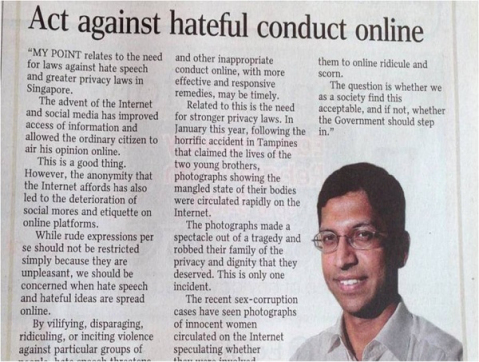 Act against hateful conduct online
"MY POINT relates to the need
for laws against hate speech
and greater privacy laws in
Singapore.
The advent of the Internet
and social media has improved
access of information and
allowed the ordinary citizen to
air his opinion online.
This is a good thing.
However, the anonymity that
the Internet affords has also
led to the deterioration of
social mores and etiquette on
online platforms.
While rude expressions per
se should not be restricted
simply because they are
unpleasant, we should be
concerned when hate speech
and hateful ideas are spread
online.
By vilifying, disparaging,
ridiculing, or inciting violence
against particular groups of
people, hate speech threatens
and other inappropriate
conduct online, with more
effective and responsive
remedies, may be timely.
Related to this is the need
for stronger privacy laws. In
January this year, following the
horrific accident in Tampines
that claimed the lives of the
two young brothers,
photographs showing the
mangled state of their bodies
were circulated rapidly on the
Internet.
The photographs made a
spectacle out of a tragedy and
robbed their family of the
privacy and dignity that they
deserved. This is only one
incident.
The recent sex-corruption
cases have seen photographs
of innocent women
circulated on the Internet
speculating whether
they were involved
them to online ridicule and
scorn.
The question is whether we
as a society find this
acceptable, and if not, whether
the Government should step
in."